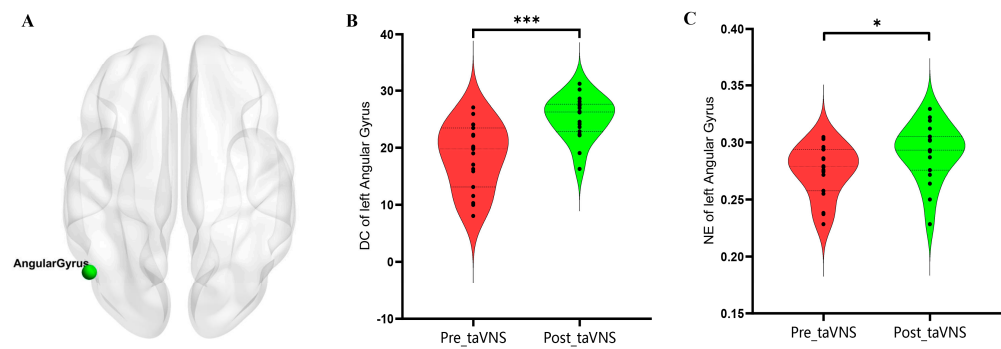 A
AngularGyrus
B
***
DC of left Angular Gyrus
40
30
20
10
0
-10
Pre_taVNS
Post_taVNS
C
*
NE of left Angular Gyrus
0.40
0.35
0.30
0.25
0.20
0.15
Pre_taVNS
Post_taVNS